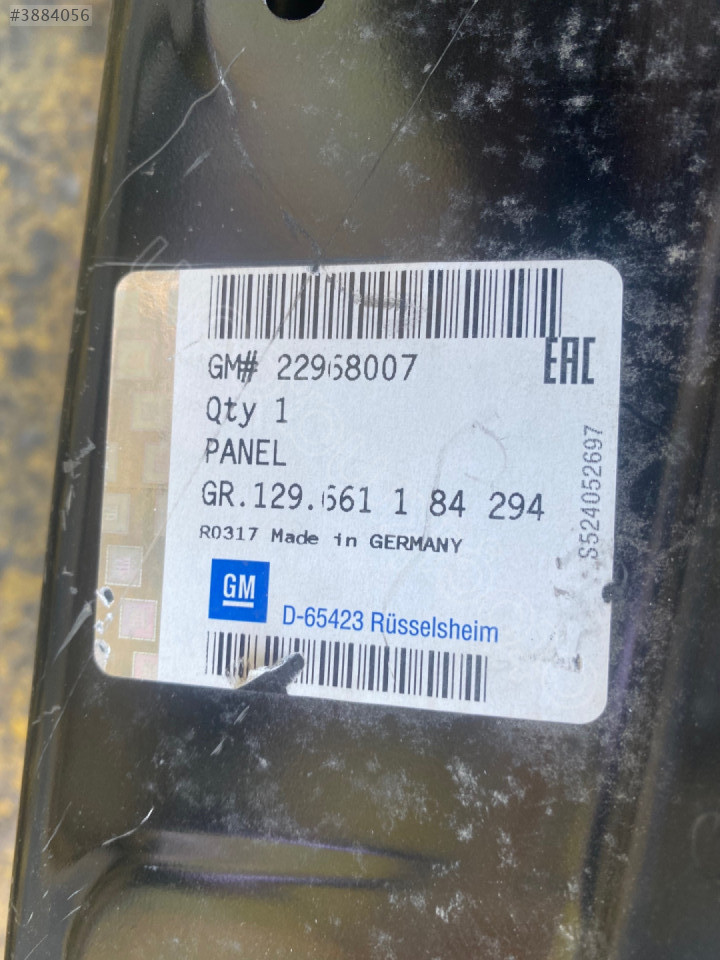 #3884056
GM# 22968007
EAC
Qty 1
PANEL
GR.129.661 1 84 294
S524052697
R0317 Made in GERMANY
GM
D-65423 Rüsselsheim